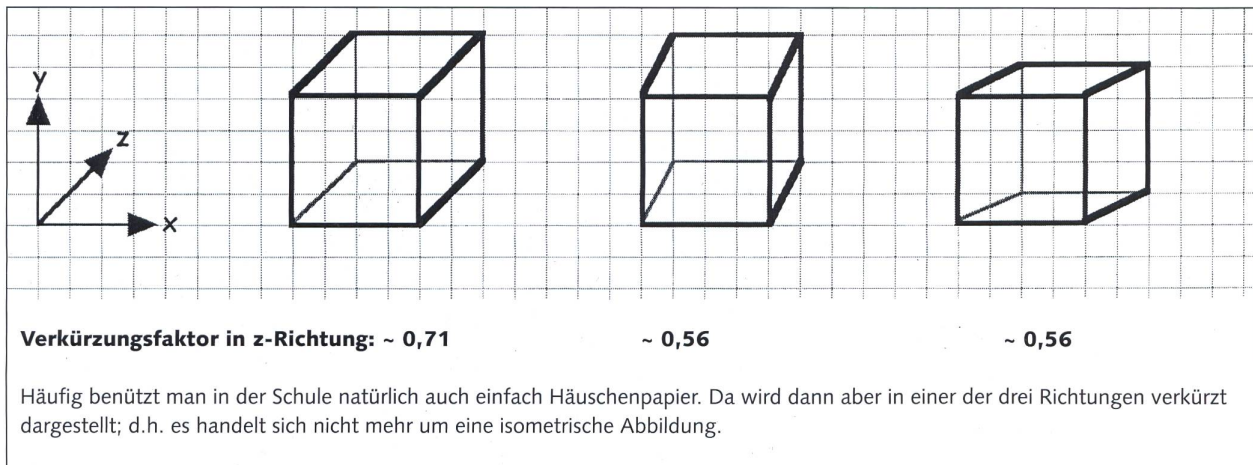 y
z
x
Verkürzungsfaktor in z-Richtung: ~ 0,71 ~ 0,56 ~ 0,56
Häufig benützt man in der Schule natürlich auch einfach Häuschenpapier. Da wird dann aber in einer der drei Richtungen verkürzt
dargestellt; d.h. es handelt sich nicht mehr um eine isometrische Abbildung.